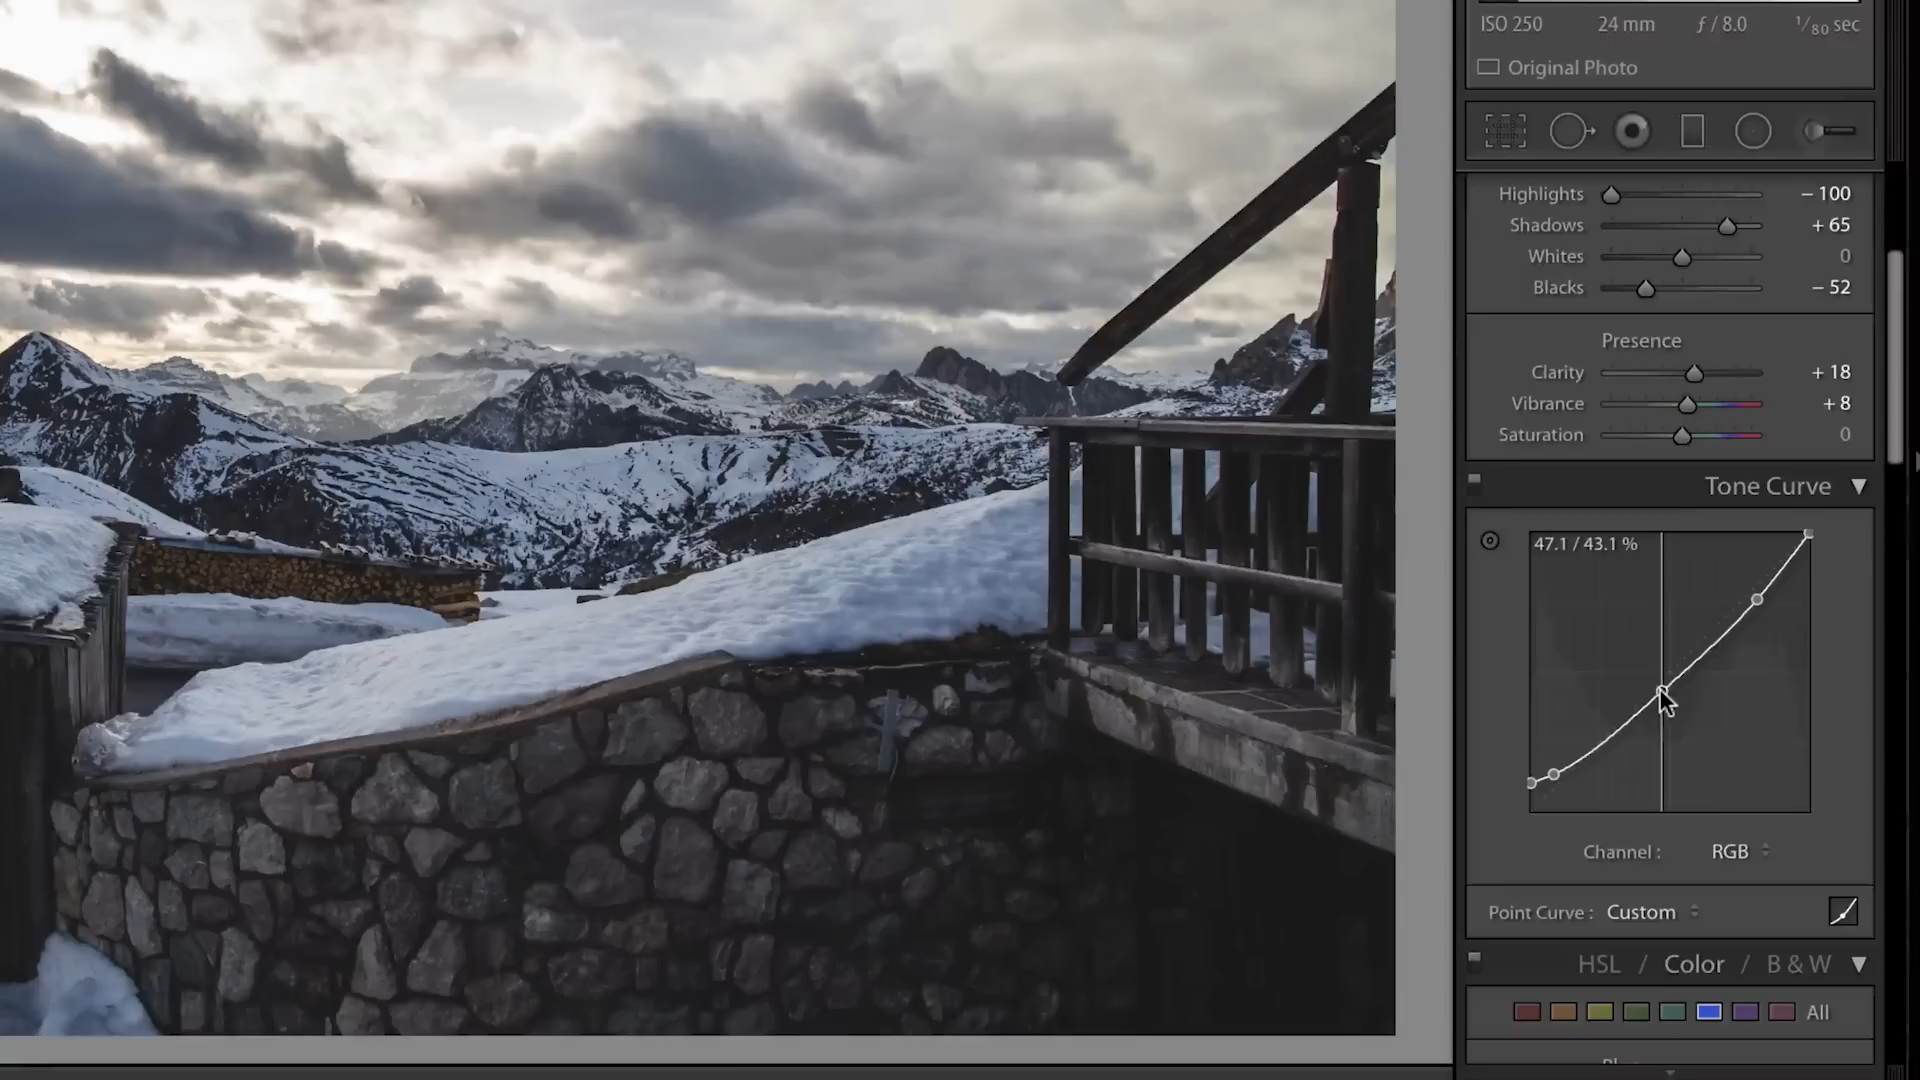 ISO 250 24 mm ƒ / 8.0 1/80 sec
Original Photo
Highlights – 100
Shadows + 65
Whites 0
Blacks – 52
Presence
Clarity + 18
Vibrance + 8
Saturation 0
Tone Curve
47.1 / 43.1 %
Channel : RGB
Point Curve : Custom
HSL / Color / B & W
All